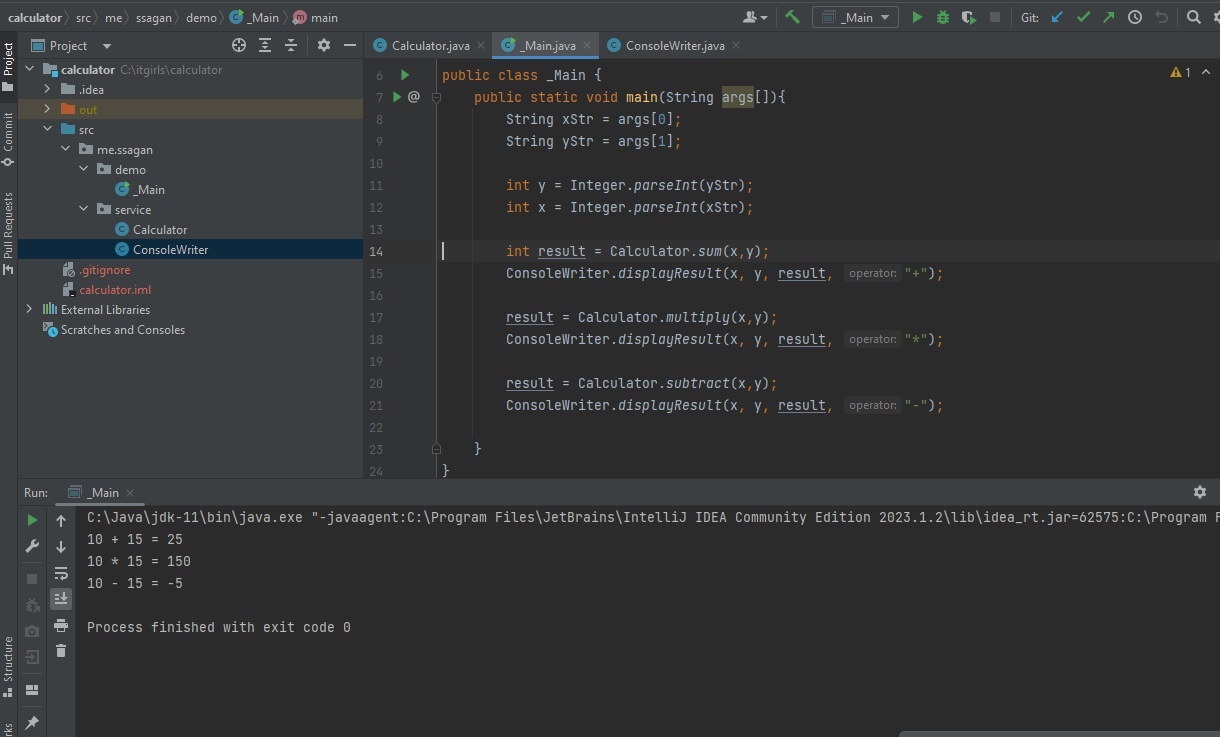 calculator src me ssagan demo _Main main
_Main Git:
Project
Calculator.java _Main.java ConsoleWriter.java
Project
Commit
Pull Requests
Structure
calculator C:\itgirls\calculator
.idea
out
src
me.ssagan
demo
_Main
service
Calculator
ConsoleWriter
.gitignore
calculator.iml
External Libraries
Scratches and Consoles
1
6 public class _Main {
7 @ public static void main(String args[]){
8 String xStr = args[0];
9 String yStr = args[1];
10
11 int y = Integer.parseInt(yStr);
12 int x = Integer.parseInt(xStr);
13
14 int result = Calculator.sum(x,y);
15 ConsoleWriter.displayResult(x, y, result, operator: "+");
16
17 result = Calculator.multiply(x,y);
18 ConsoleWriter.displayResult(x, y, result, operator: "*");
19
20 result = Calculator.subtract(x,y);
21 ConsoleWriter.displayResult(x, y, result, operator: "-");
22
23 }
24 }
Run: _Main
C:\Java\jdk-11\bin\java.exe "-javaagent:C:\Program Files\JetBrains\IntelliJ IDEA Community Edition 2023.1.2\lib\idea_rt.jar=62575:C:\Program F
10 + 15 = 25
10 * 15 = 150
10 - 15 = -5
Process finished with exit code 0